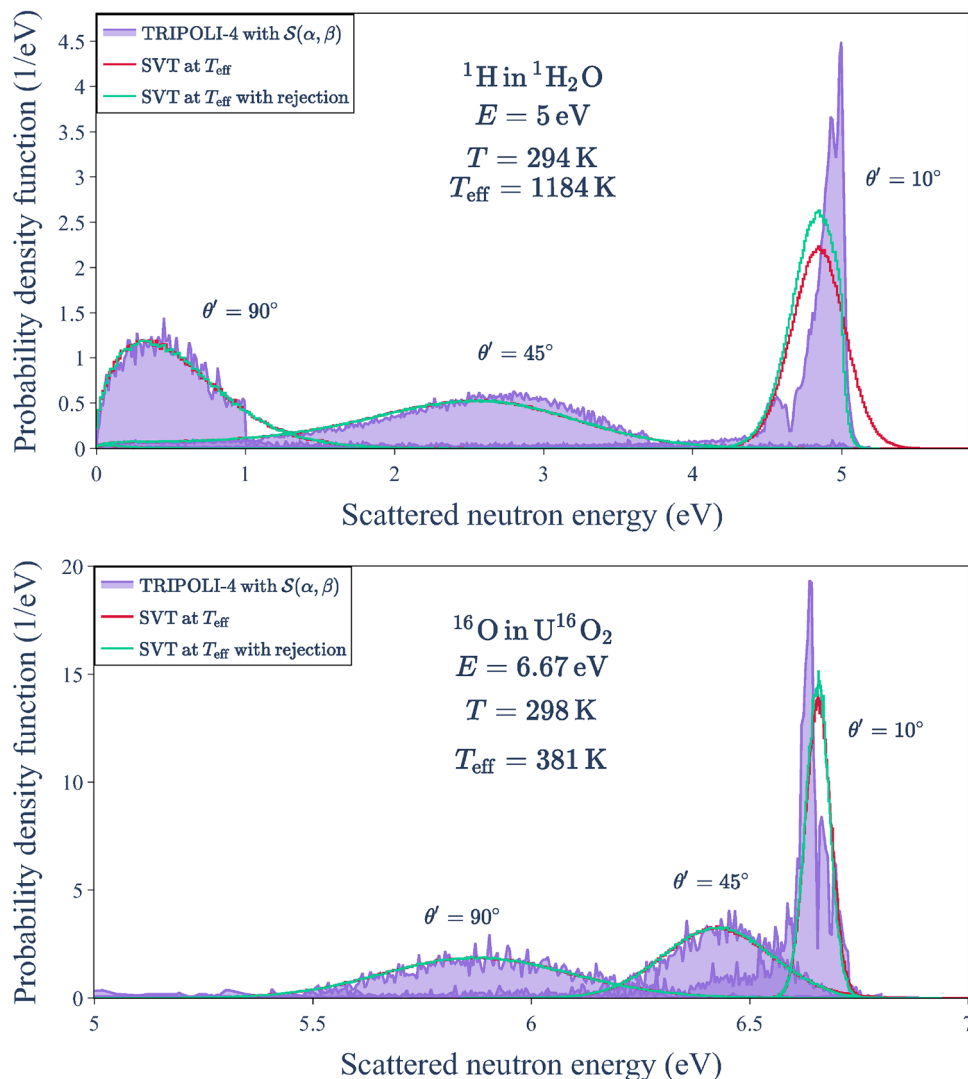 Probability density function (1/eV)
TRIPOLI-4 with 𝒮(α, β)
SVT at T_eff
SVT at T_eff with rejection
¹H in ¹H₂O
E = 5 eV
T = 294 K
T_eff = 1184 K
θ′ = 10°
θ′ = 90°
θ′ = 45°
4.5
4
3.5
3
2.5
2
1.5
1
0.5
0
0 1 2 3 4 5
Scattered neutron energy (eV)
Probability density function (1/eV)
TRIPOLI-4 with 𝒮(α, β)
SVT at T_eff
SVT at T_eff with rejection
¹⁶O in U¹⁶O₂
E = 6.67 eV
T = 298 K
T_eff = 381 K
θ′ = 10°
θ′ = 45°
θ′ = 90°
20
15
10
5
0
5 5.5 6 6.5 7
Scattered neutron energy (eV)